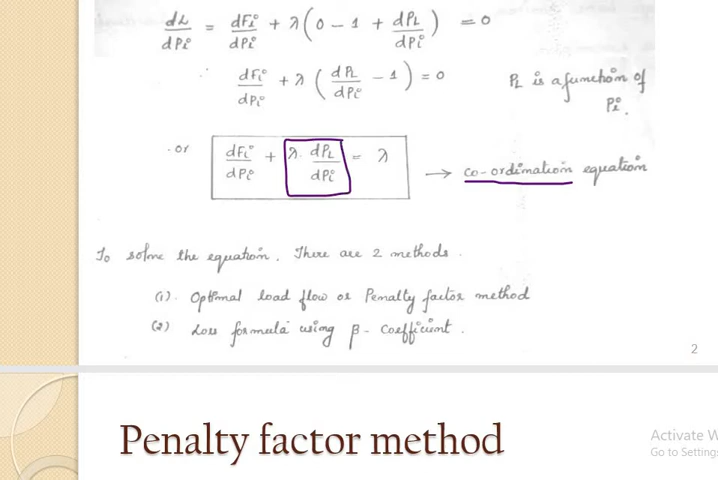 dL/dPi = dFi/dPi + λ(0 - 1 + dPL/dPi) = 0
∴ dFi/dPi + λ(dPL/dPi - 1) = 0 PL is a function of Pi.
or dFi/dPi + λ. dPL/dPi = λ → co-ordination equation
To solve the equation. There are 2 methods.
(1). Optimal load flow or Penalty factor method
(2) Loss formula using β- Coefficient.
2
Penalty factor method
Activate W
Go to Settings